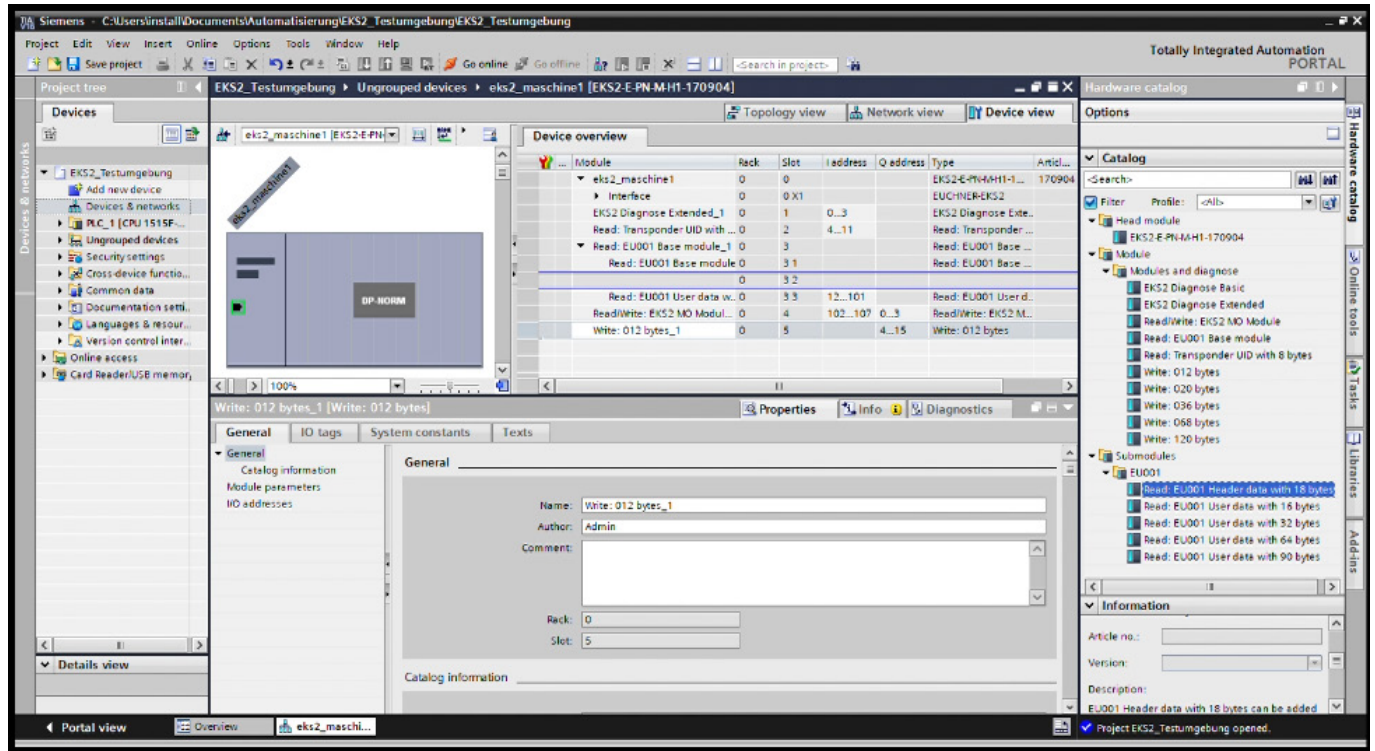 Siemens - C:\Users\install\Documents\Automatisierung\EKS2_Testumgebung\EKS2_Testumgebung
Project Edit View Insert Online Options Tools Window Help
Totally Integrated Automation
PORTAL
Save project Go online Go offline <Search in project>
Project tree
EKS2_Testumgebung Ungrouped devices eks2_maschine1 [EKS2-E-PN-M-H1-170904]
Hardware catalog
Devices
Topology view Network view Device view
Options
eks2_maschine1 [EKS2-E-PN-
Device overview
Devices & networks
EKS2_Testumgebung
Add new device
Devices & networks
PLC_1 [CPU 1515F-...
Ungrouped devices
Security settings
Cross-device functio...
Common data
Documentation setti..
Languages & resour...
Version control inter...
Online access
Card Reader/USB memor
eks2_maschine1
DP-NORM
100%
... Module Rack Slot I address Q address Type Articl...
eks2_maschine1 0 0 EKS2-E-PN-M-H1-1... 170904
Interface 0 0 X1 EUCHNER-EKS2
EKS2 Diagnose Extended_1 0 1 0...3 EKS2 Diagnose Exte..
Read: Transponder UID with ... 0 2 4...11 Read: Transponder ...
Read: EU001 Base module_1 0 3 Read: EU001 Base ...
Read: EU001 Base module 0 3 1 Read: EU001 Base ...
0 3 2
Read: EU001 User data w.. 0 3 3 12...101 Read: EU001 User d..
Read/Write: EKS2 MO Modul... 0 4 102...107 0...3 Read/Write: EKS2 M...
Write: 012 bytes_1 0 5 4...15 Write: 012 bytes
Catalog
<Search>
Filter Profile: <All>
Head module
EKS2-E-PN-M-H1-170904
Module
Modules and diagnose
EKS2 Diagnose Basic
EKS2 Diagnose Extended
Read/Write: EKS2 MO Module
Read: EU001 Base module
Read: Transponder UID with 8 bytes
Write: 012 bytes
Write: 020 bytes
Write: 036 bytes
Write: 068 bytes
Write: 120 bytes
Submodules
EU001
Read: EU001 Header data with 18 bytes
Read: EU001 User data with 16 bytes
Read: EU001 User data with 32 bytes
Read: EU001 User data with 64 bytes
Read: EU001 User data with 90 bytes
Hardware catalog
Online tools
Tasks
Libraries
Add-ins
Write: 012 bytes_1 [Write: 012 bytes]
Properties Info Diagnostics
General IO tags System constants Texts
General
Catalog information
Module parameters
I/O addresses
General
Name: Write: 012 bytes_1
Author: Admin
Comment:
Rack: 0
Slot: 5
Catalog information
Information
Article no.:
Version:
Description:
EU001 Header data with 18 bytes can be added
Details view
Portal view Overview eks2_maschi...
Project EKS2_Testumgebung opened.